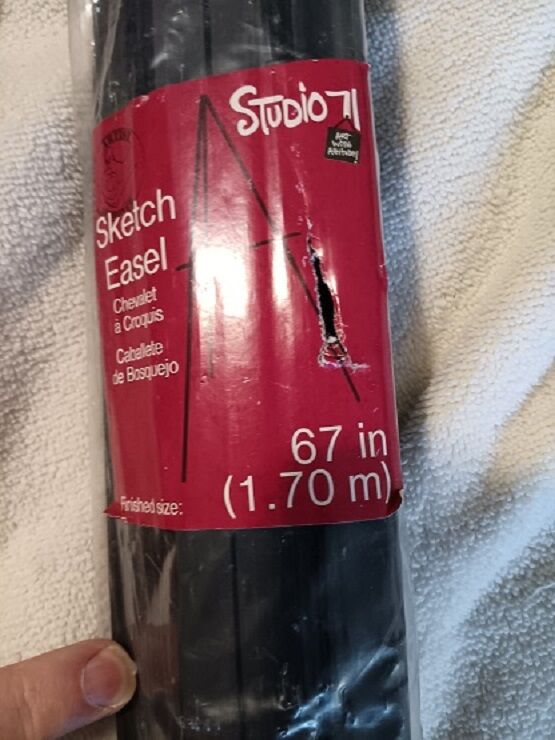 Studio 71
Sketch
Easel
Chevalet
à Croquis
Caballete
de Bosquejo
67 in
(1.70 m)
Finished size: